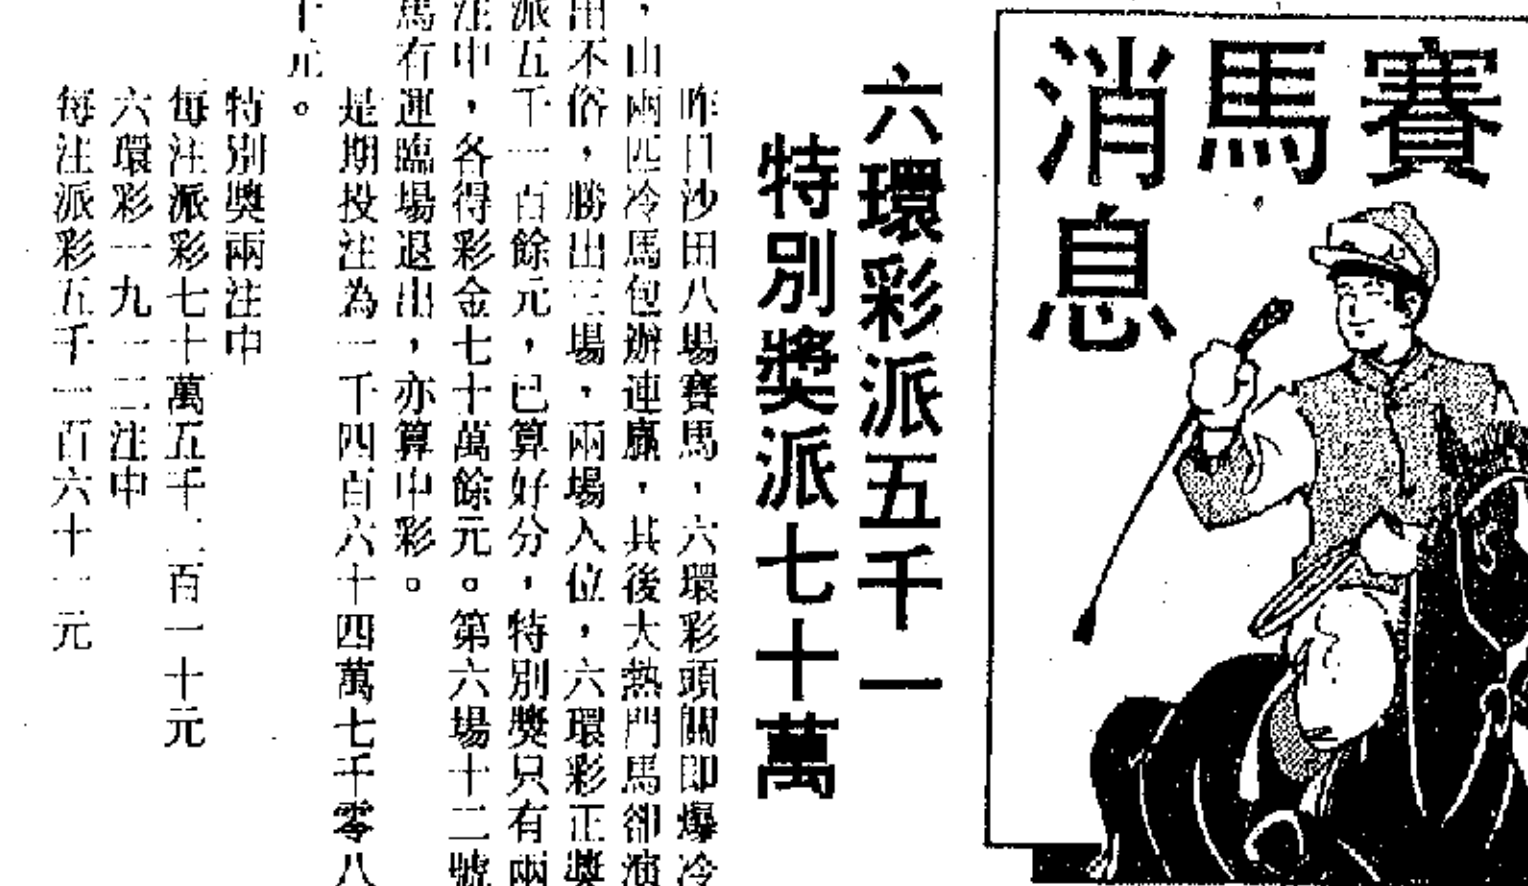 賽馬消息
六環彩派五千一
特別獎派七十萬
昨日沙田八場賽馬，六環彩頭關即爆冷
，由兩匹冷馬包辦連贏，其後大熱門馬卻演
出不俗，勝出三場，兩場入位，六環彩正獎
派五千一百餘元，已算好分，特別獎只有兩
注中，各得彩金七十萬餘元。第六場十二號
馬有運臨場退出，亦算中彩。
是期投注為一千四百六十四萬七千零八
十元。
特別獎兩注中
每注派彩七十萬五千二百一十元
六環彩一九一二注中
每注派彩五千一百六十一元